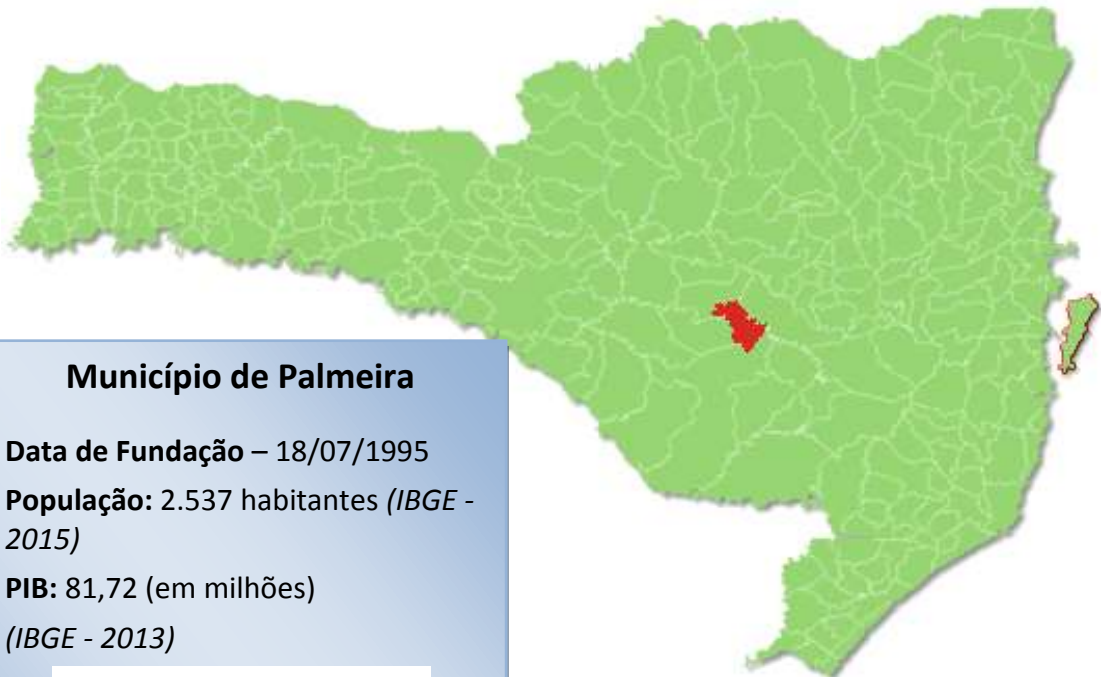 Município de Palmeira
Data de Fundação – 18/07/1995
População: 2.537 habitantes (IBGE -
2015)
PIB: 81,72 (em milhões)
(IBGE - 2013)